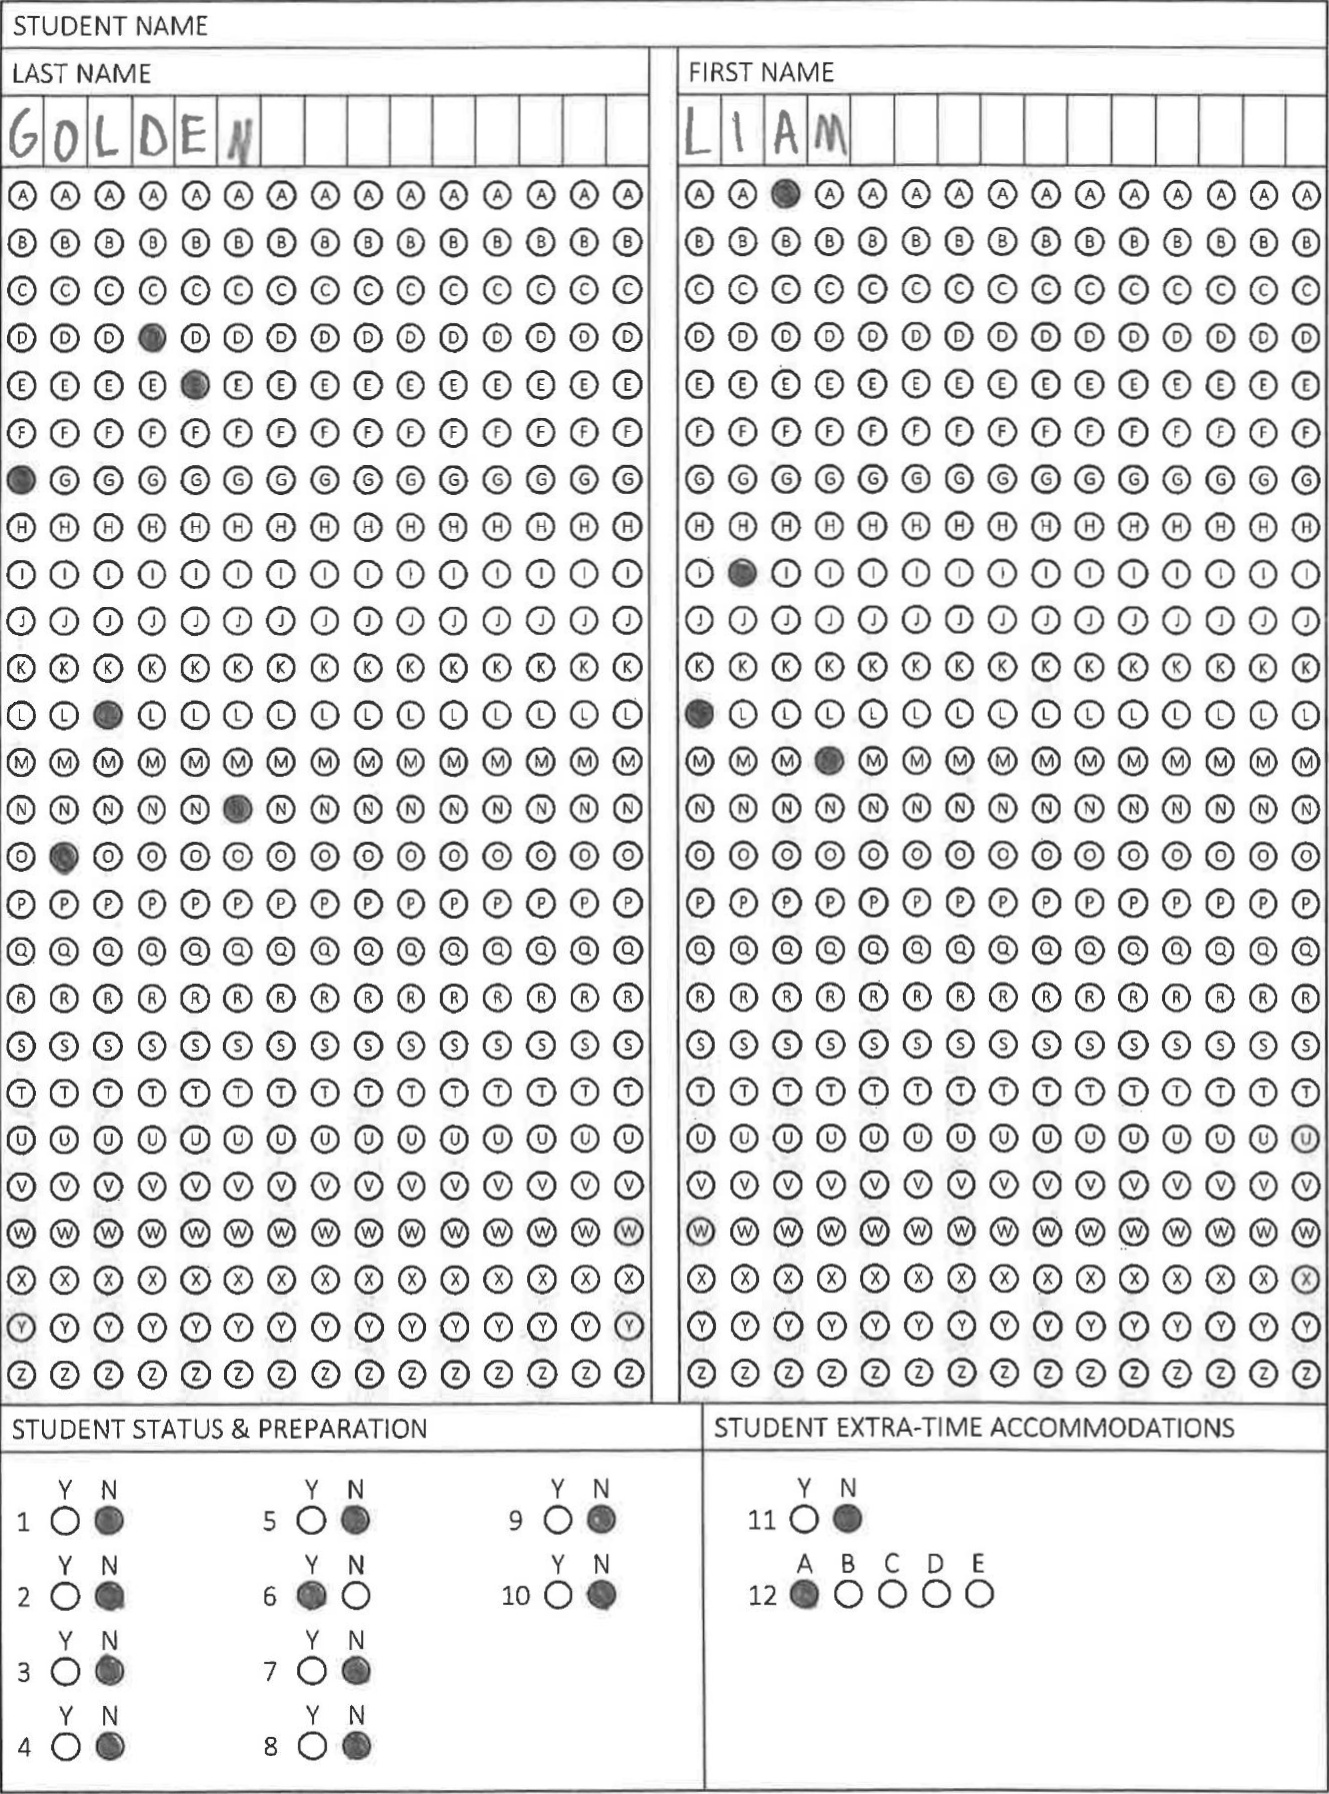 STUDENT NAME
LAST NAME FIRST NAME
GOLDEN LIAM
A A A A A A A A A A A A A A A A A A A A A A A A A A A A A
B B B B B B B B B B B B B B B B B B B B B B B B B B B B B B
C C C C C C C C C C C C C C C C C C C C C C C C C C C C C C
D D D D D D D D D D D D D D D D D D D D D D D D D D D D D
E E E E E E E E E E E E E E E E E E E E E E E E E E E E E
F F F F F F F F F F F F F F F F F F F F F F F F F F F F F F
G G G G G G G G G G G G G G G G G G G G G G G G G G G G G
H H H H H H H H H H H H H H H H H H H H H H H H H H H H H H
I I I I I I I I I I I I I I I I I I I I I I I I I I I I I
J J J J J J J J J J J J J J J J J J J J J J J J J J J J J J
K K K K K K K K K K K K K K K K K K K K K K K K K K K K K K
L L L L L L L L L L L L L L L L L L L L L L L L L L L L
M M M M M M M M M M M M M M M M M M M M M M M M M M M M M
N N N N N N N N N N N N N N N N N N N N N N N N N N N N N
O O O O O O O O O O O O O O O O O O O O O O O O O O O O O
P P P P P P P P P P P P P P P P P P P P P P P P P P P P P P
Q Q Q Q Q Q Q Q Q Q Q Q Q Q Q Q Q Q Q Q Q Q Q Q Q Q Q Q Q Q
R R R R R R R R R R R R R R R R R R R R R R R R R R R R R R
S S S S S S S S S S S S S S S S S S S S S S S S S S S S S S
T T T T T T T T T T T T T T T T T T T T T T T T T T T T T T
U U U U U U U U U U U U U U U U U U U U U U U U U U U U U U
V V V V V V V V V V V V V V V V V V V V V V V V V V V V V V
W W W W W W W W W W W W W W W W W W W W W W W W W W W W W W
X X X X X X X X X X X X X X X X X X X X X X X X X X X X X X
Y Y Y Y Y Y Y Y Y Y Y Y Y Y Y Y Y Y Y Y Y Y Y Y Y Y Y Y Y Y
Z Z Z Z Z Z Z Z Z Z Z Z Z Z Z Z Z Z Z Z Z Z Z Z Z Z Z Z Z Z
STUDENT STATUS & PREPARATION STUDENT EXTRA-TIME ACCOMMODATIONS
Y N Y N Y N Y N
1 5 9 11
Y N Y N Y N A B C D E
2 6 10 12
Y N Y N
3 7
Y N Y N
4 8